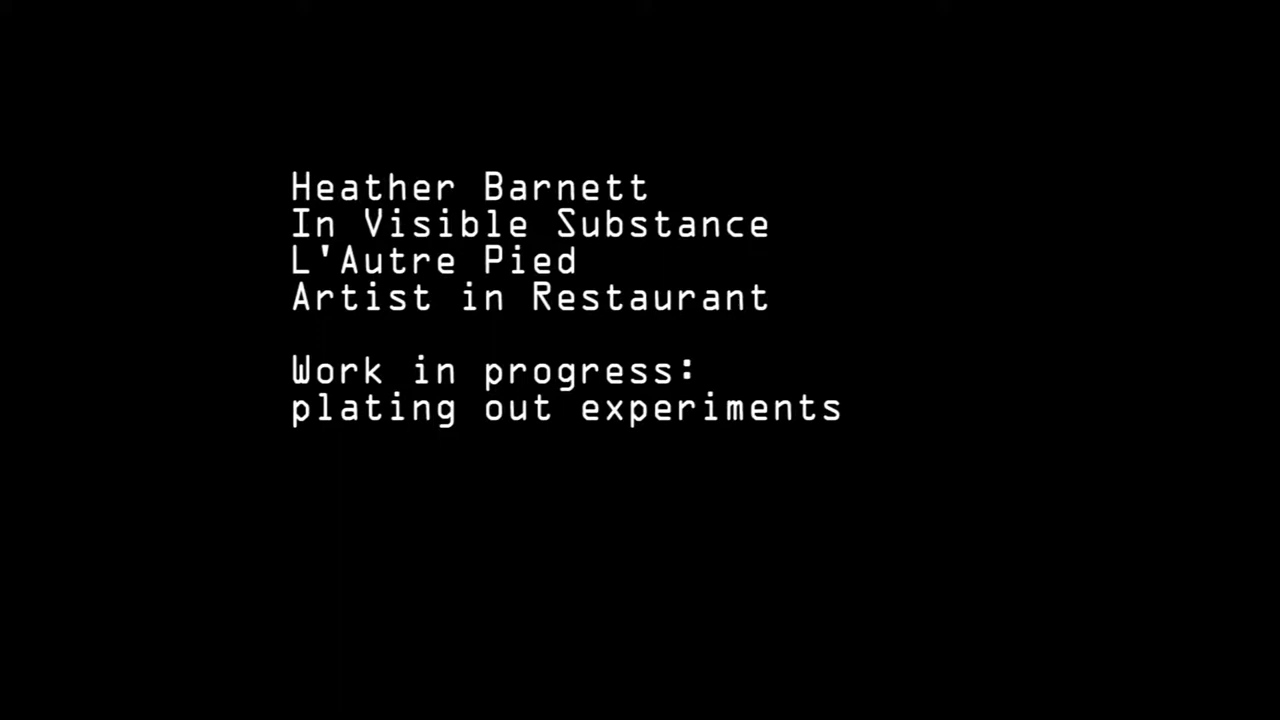 Heather Barnett
In Visible Substance
L'Autre Pied
Artist in Restaurant
Work in progress:
plating out experiments